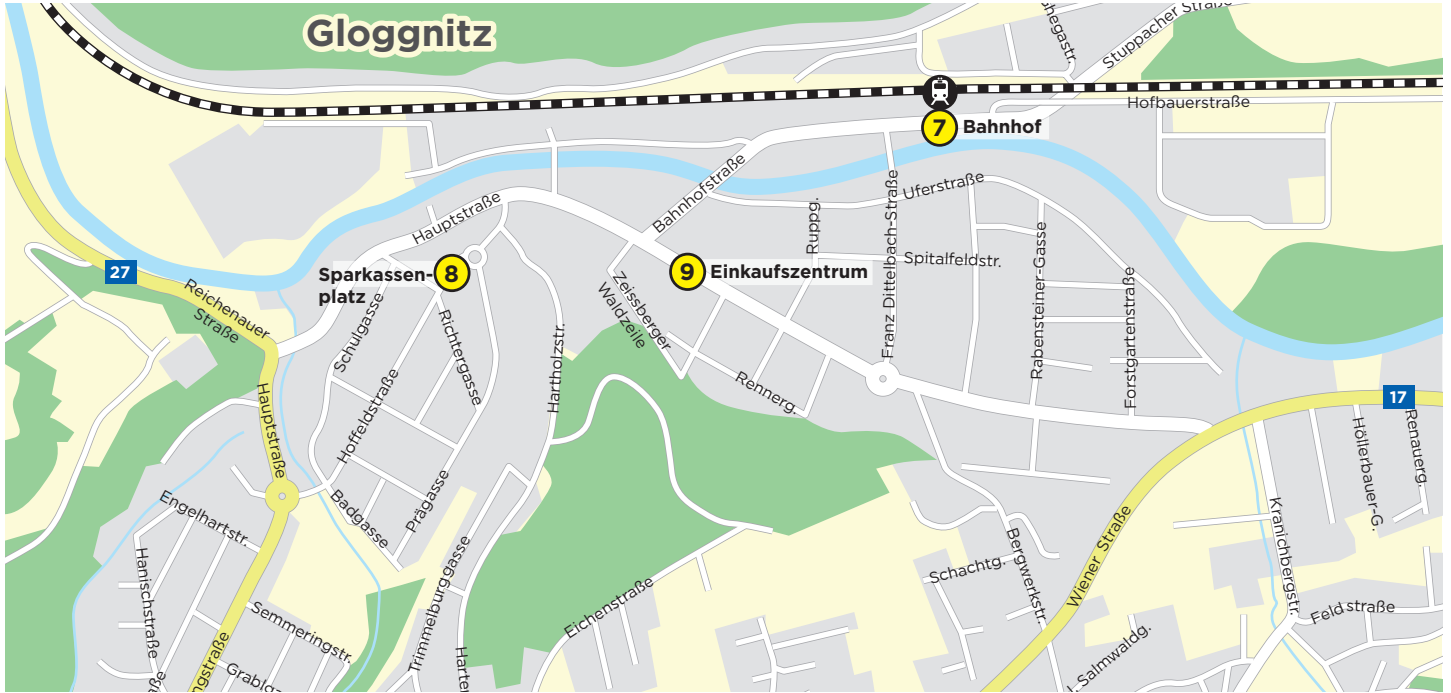 Gloggnitz
Stuppacher Straße
Hofbauerstraße
7 Bahnhof
Bahnhofstraße
Hauptstraße
Uferstraße
Franz Dittelbach-Straße
Ruppg.
Spitalfeldstr.
Rabensteiner-Gasse
Forstgartenstraße
27
Reichenauer
Straße
Sparkassen-
platz
8
9 Einkaufszentrum
Zeissberger
Waldzeile
Schulgasse
Richtergasse
Hartholzstr.
Rennerg.
Hauptstraße
Hoffeldstraße
17
Höllerbauer-G.
Renauerg.
Engelhartstr.
Badgasse
Prägasse
Hanischstraße
Trimmelburggasse
Eichenstraße
Schachtg.
Bergwerkstr.
Wiener Straße
Kranichbergstr.
Feldstraße
Semmeringstr.
-Salmwaldg.